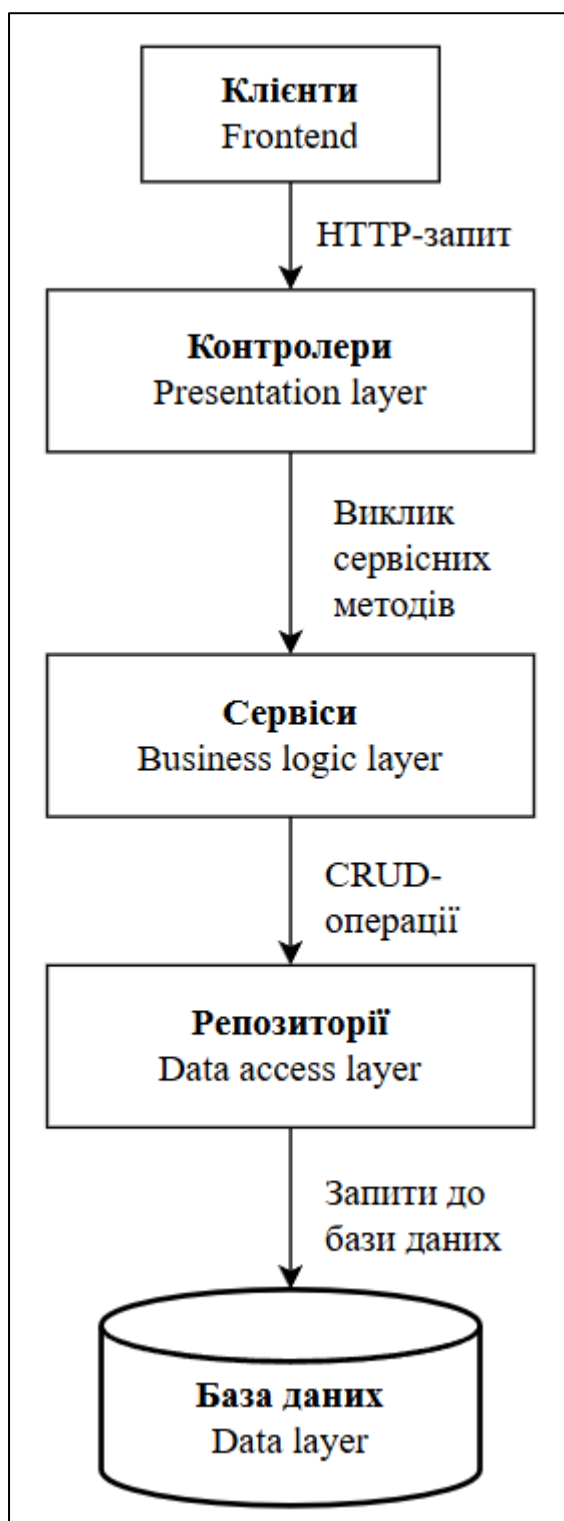 Клієнти
Frontend
HTTP-запит
Контролери
Presentation layer
Виклик
сервісних
методів
Сервіси
Business logic layer
CRUD-
операції
Репозиторії
Data access layer
Запити до
бази даних
База даних
Data layer